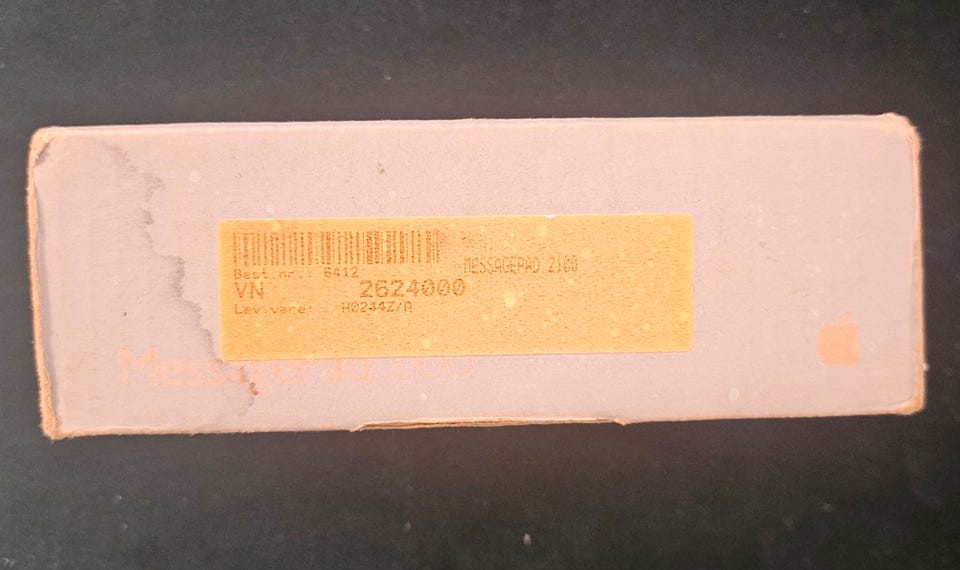 Best.nr.: 6412
MESSAGEPAD 2100
VN 2624000
Lev.vare: H0244Z/A
MessagePad 2100